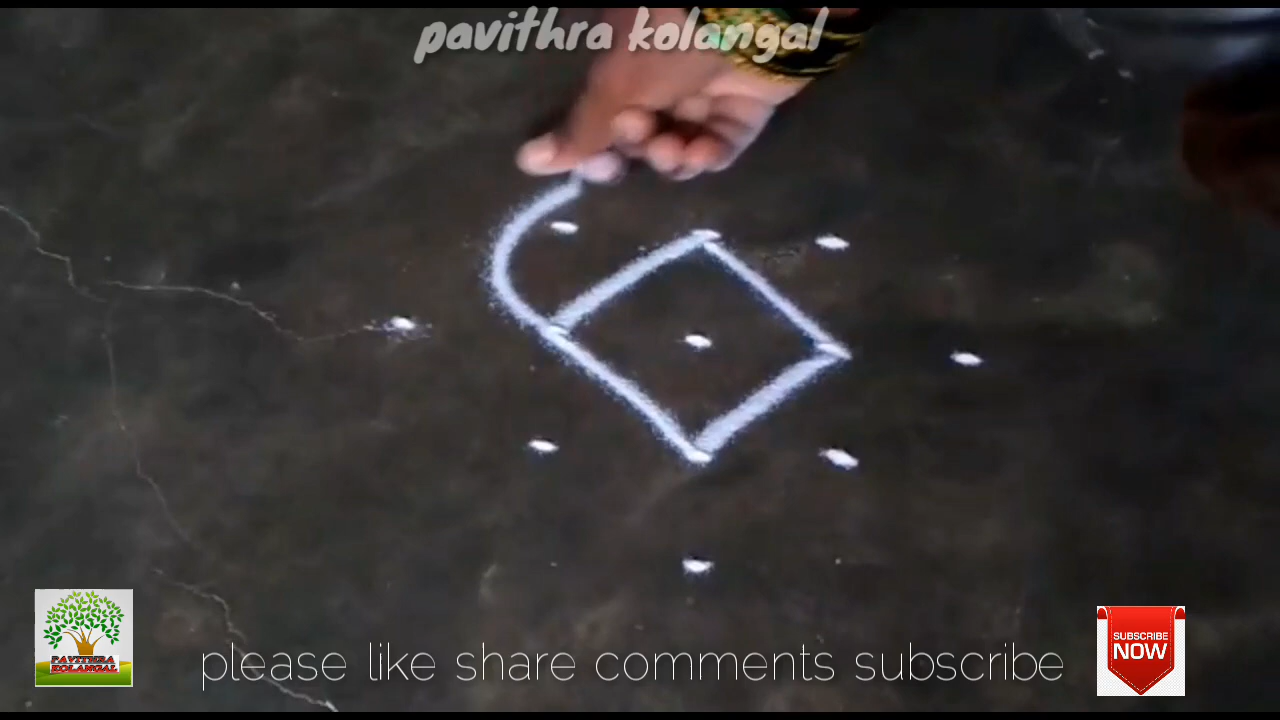 pavithra kolangal
PAVITHRA
KOLANGAL
please like share comments subscribe
SUBSCRIBE
NOW